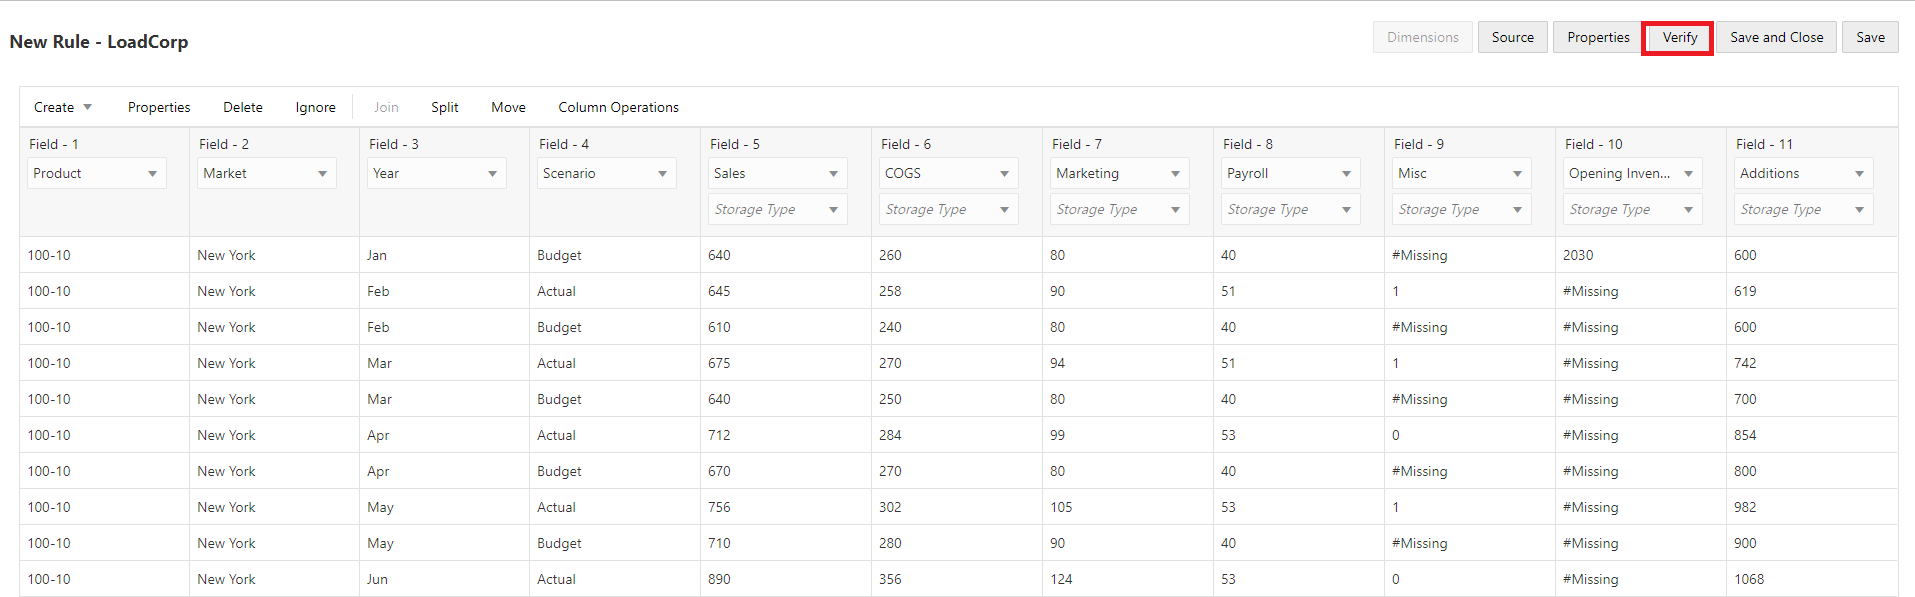 New Rule - LoadCorp
Dimensions Source Properties Verify Save and Close Save
Create Properties Delete Ignore Join Split Move Column Operations
Field - 1 Field - 2 Field - 3 Field - 4 Field - 5 Field - 6 Field - 7 Field - 8 Field - 9 Field - 10 Field - 11
Product Market Year Scenario Sales COGS Marketing Payroll Misc Opening Inven... Additions
Storage Type Storage Type Storage Type Storage Type Storage Type Storage Type Storage Type
100-10 New York Jan Budget 640 260 80 40 #Missing 2030 600
100-10 New York Feb Actual 645 258 90 51 1 #Missing 619
100-10 New York Feb Budget 610 240 80 40 #Missing #Missing 600
100-10 New York Mar Actual 675 270 94 51 1 #Missing 742
100-10 New York Mar Budget 640 250 80 40 #Missing #Missing 700
100-10 New York Apr Actual 712 284 99 53 0 #Missing 854
100-10 New York Apr Budget 670 270 80 40 #Missing #Missing 800
100-10 New York May Actual 756 302 105 53 1 #Missing 982
100-10 New York May Budget 710 280 90 40 #Missing #Missing 900
100-10 New York Jun Actual 890 356 124 53 0 #Missing 1068